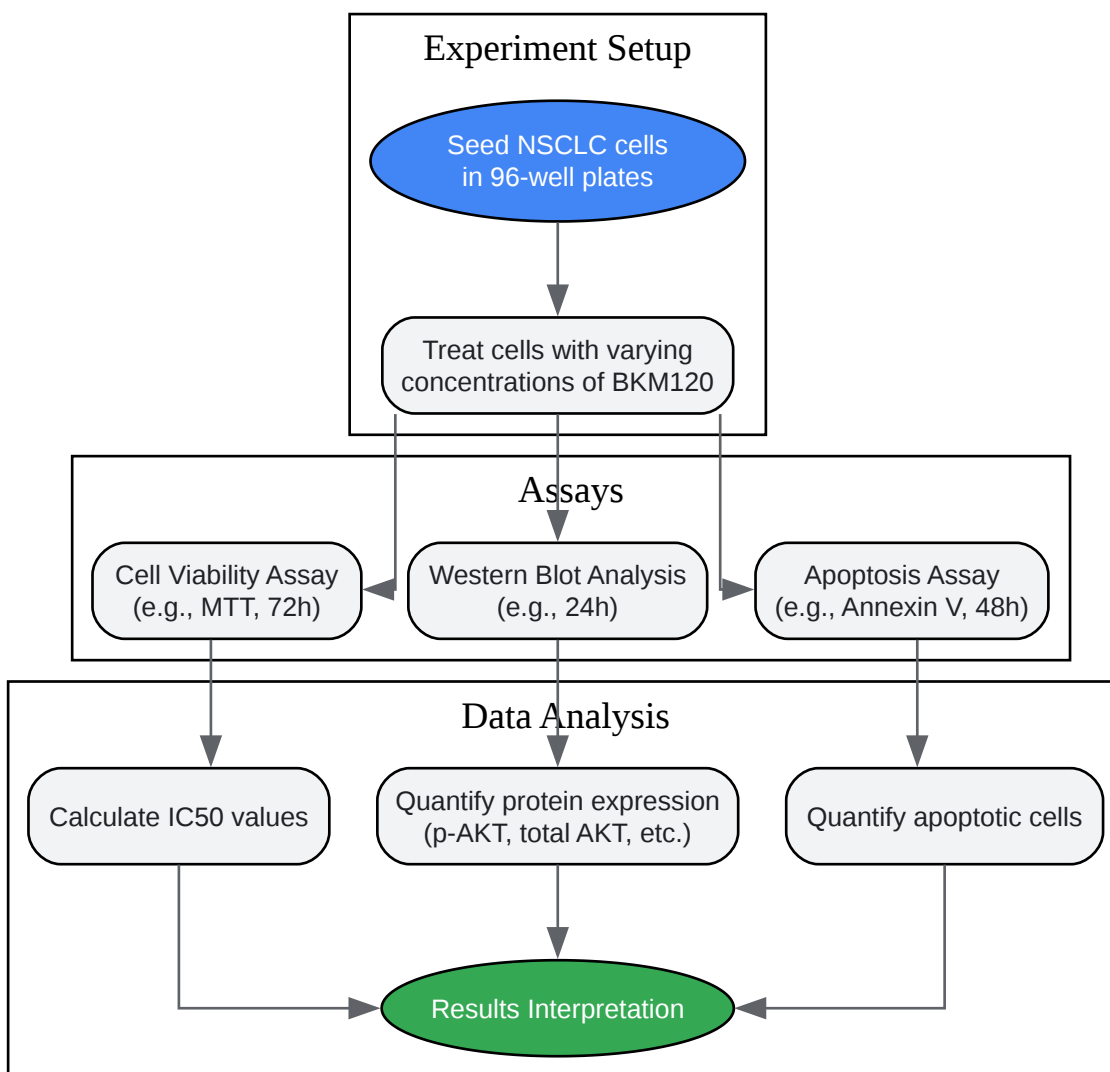 Experiment Setup
Seed NSCLC cells
in 96-well plates
Treat cells with varying
concentrations of BKM120
Assays
Cell Viability Assay
(e.g., MTT, 72h)
Western Blot Analysis
(e.g., 24h)
Apoptosis Assay
(e.g., Annexin V, 48h)
Data Analysis
Calculate IC50 values
Quantify protein expression
(p-AKT, total AKT, etc.)
Quantify apoptotic cells
Results Interpretation